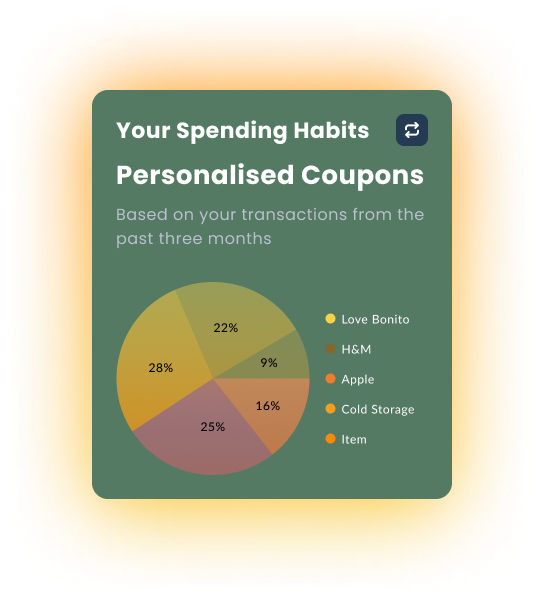 Your Spending Habits
Personalised Coupons
Based on your transactions from the
past three months
22%
28%
9%
16%
25%
Love Bonito
H&M
Apple
Cold Storage
Item